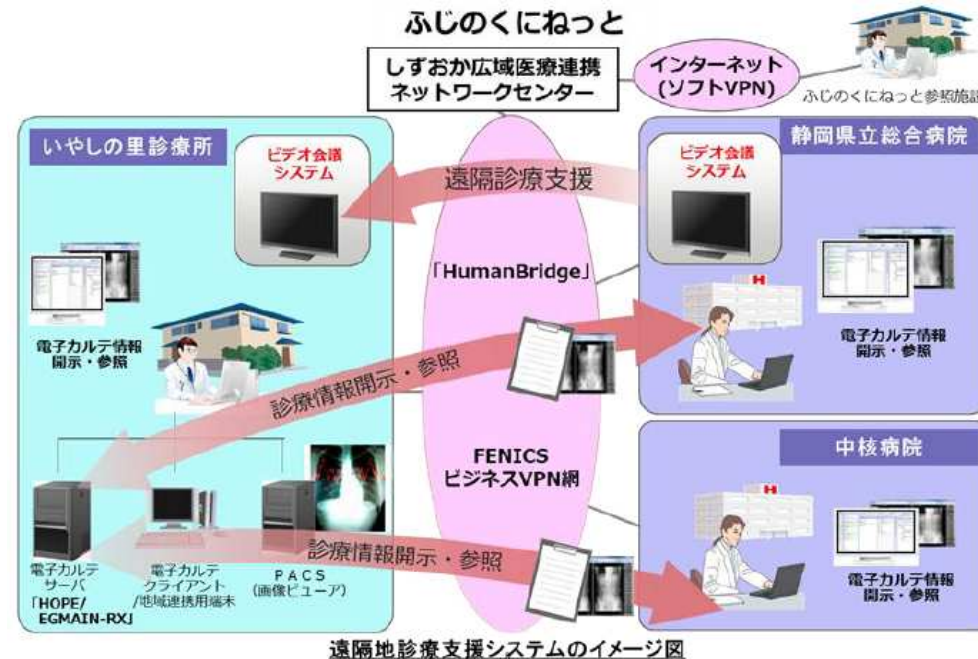 ふじのくにねっと
しずおか広域医療連携
ネットワークセンター
インターネット
(ソフトVPN)
ふじのくにねっと参照施設
いやしの里診療所
ビデオ会議
システム
遠隔診療支援
静岡県立総合病院
ビデオ会議
システム
「HumanBridge」
電子カルテ情報
開示・参照
電子カルテ情報
開示・参照
診療情報開示・参照
中核病院
FENICS
ビジネスVPN網
診療情報開示・参照
電子カルテ
サーバ
「HOPE/
EGMAIN-RX」
電子カルテ
クライアント
/地域連携用端末
PACS
(画像ビューア)
電子カルテ情報
開示・参照
遠隔地診療支援システムのイメージ図